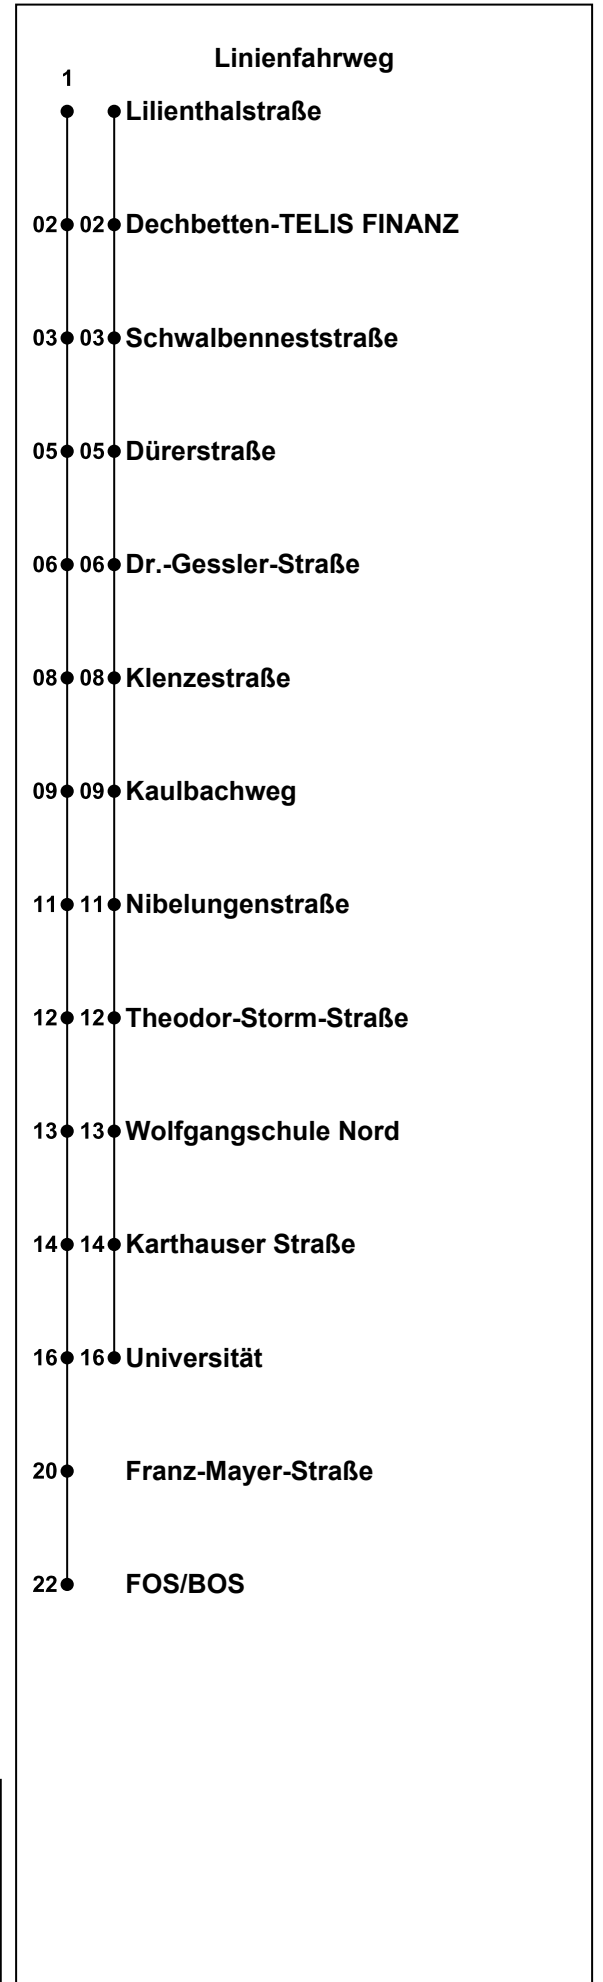 Linienfahrweg
1
Lilienthalstraße
02 02 Dechbetten-TELIS FINANZ
03 03 Schwalbenneststraße
05 05 Dürerstraße
06 06 Dr.-Gessler-Straße
08 08 Klenzestraße
09 09 Kaulbachweg
11 11 Nibelungenstraße
12 12 Theodor-Storm-Straße
13 13 Wolfgangschule Nord
14 14 Karthauser Straße
16 16 Universität
20 Franz-Mayer-Straße
22 FOS/BOS